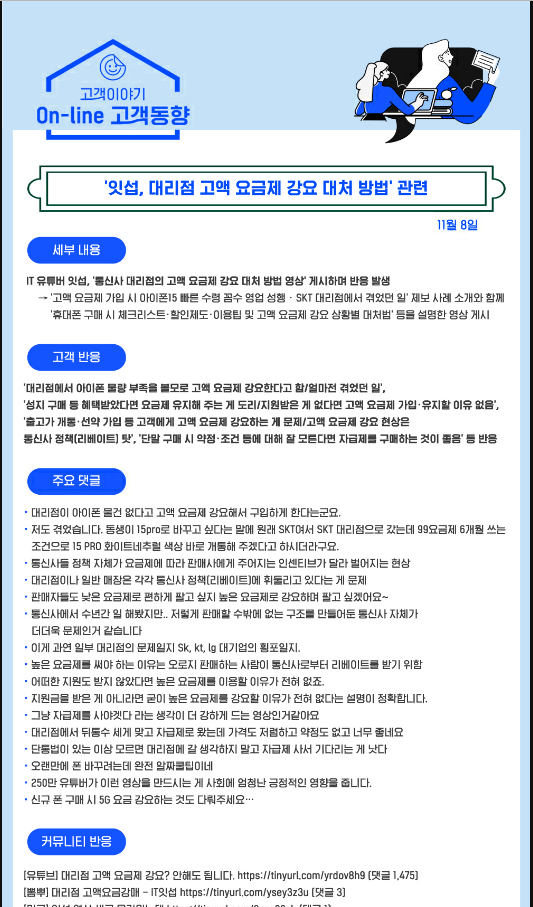 고객이야기
On-line 고객동향
'잇섭, 대리점 고액 요금제 강요 대처 방법' 관련
11월 8일
세부 내용
IT 유튜버 잇섭, '통신사 대리점의 고액 요금제 강요 대처 방법 영상' 게시하며 반응 발생
→ '고액 요금제 가입 시 아이폰15 빠른 수령 꼼수 영업 성행 · SKT 대리점에서 겪었던 일' 제보 사례 소개와 함께
'휴대폰 구매 시 체크리스트·할인제도·이용팁 및 고액 요금제 강요 상황별 대처법' 등을 설명한 영상 게시
고객 반응
'대리점에서 아이폰 물량 부족을 볼모로 고액 요금제 강요한다고 함/얼마전 겪었던 일',
'성지 구매 등 혜택받았다면 요금제 유지해 주는 게 도리/지원받은 게 없다면 고액 요금제 가입·유지할 이유 없음',
'출고가 개통·선약 가입 등 고객에게 고액 요금제 강요하는 게 문제/고액 요금제 강요 현상은
통신사 정책(리베이트) 탓', '단말 구매 시 약정·조건 등에 대해 잘 모른다면 자급제를 구매하는 것이 좋음' 등 반응
주요 댓글
· 대리점이 아이폰 물건 없다고 고액 요금제 강요해서 구입하게 한다는군요.
· 저도 겪었습니다. 동생이 15pro로 바꾸고 싶다는 말에 원래 SKT여서 SKT 대리점으로 갔는데 99요금제 6개월 쓰는
조건으로 15 PRO 화이트네추럴 색상 바로 개통해 주겠다고 하시더라구요.
· 통신사들 정책 자체가 요금제에 따라 판매사에게 주어지는 인센티브가 달라 벌어지는 현상
· 대리점이나 일반 매장은 각각 통신사 정책(리베이트)에 휘둘리고 있다는 게 문제
· 판매자들도 낮은 요금제로 편하게 팔고 싶지 높은 요금제로 강요하며 팔고 싶겠어요~
· 통신사에서 수년간 일 해봤지만.. 저렇게 판매할 수밖에 없는 구조를 만들어둔 통신사 자체가
더더욱 문제인거 같습니다
· 이게 과연 일부 대리점의 문제일지 Sk, kt, lg 대기업의 횡포일지.
· 높은 요금제를 써야 하는 이유는 오로지 판매하는 사람이 통신사로부터 리베이트를 받기 위함
· 어떠한 지원도 받지 않았다면 높은 요금제를 이용할 이유가 전혀 없죠.
· 지원금을 받은 게 아니라면 굳이 높은 요금제를 강요할 이유가 전혀 없다는 설명이 정확합니다.
· 그냥 자급제를 사야겟다 라는 생각이 더 강하게 드는 영상인거같아요
· 대리점에서 뒤통수 세게 맞고 자급제로 왔는데 가격도 저렴하고 약정도 없고 너무 좋네요
· 단통법이 있는 이상 모르면 대리점에 갈 생각하지 말고 자급제 사서 기다리는 게 낫다
· 오랜만에 폰 바꾸려는데 완전 알짜꿀팁이네
· 250만 유튜버가 이런 영상을 만드시는 게 사회에 엄청난 긍정적인 영향을 줍니다.
· 신규 폰 구매 시 5G 요금 강요하는 것도 다뤄주세요…
커뮤니티 반응
[유튜브] 대리점 고액 요금제 강요? 안해도 됩니다. https://tinyurl.com/yrdov8h9 (댓글 1,475)
[뽐뿌] 대리점 고액요금강매 – IT잇섭 https://tinyurl.com/ysey3z3u (댓글 3)